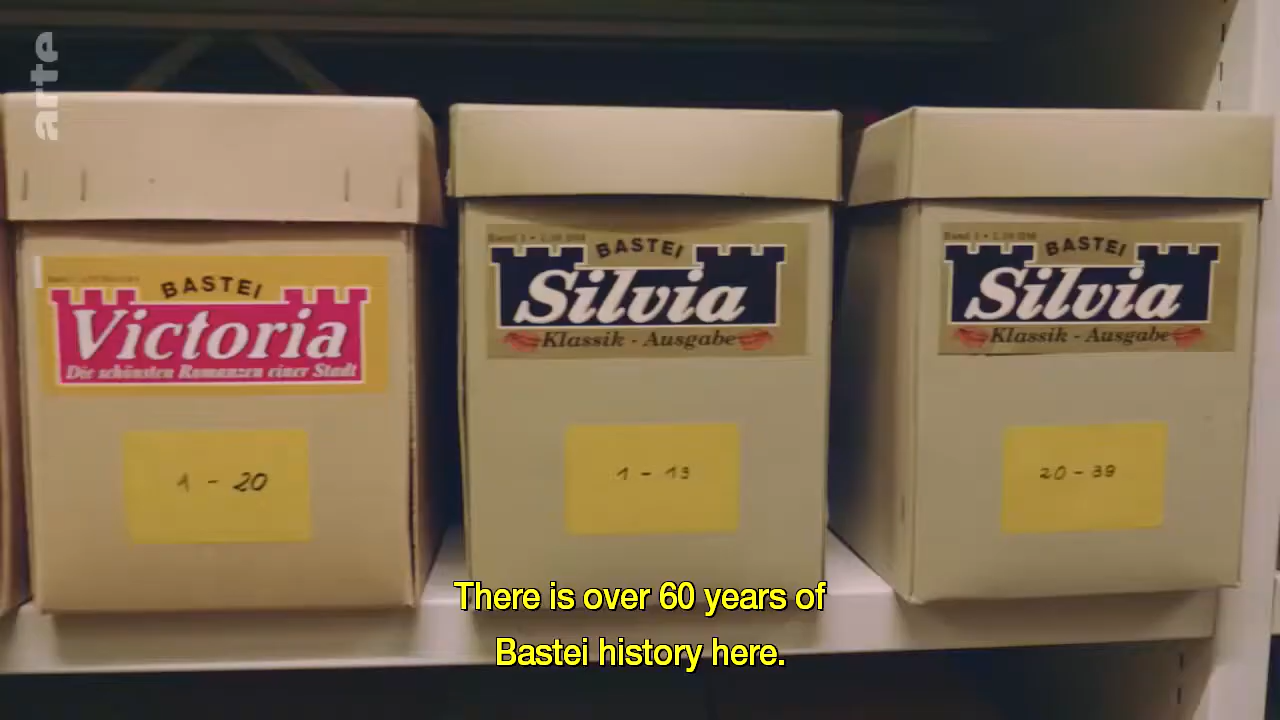 arte
BASTEI
Victoria
Die schönsten Romanzen einer Stadt
1 - 20
BASTEI
Silvia
Klassik - Ausgabe
1 - 13
BASTEI
Silvia
Klassik - Ausgabe
20 - 39
There is over 60 years of
Bastei history here.